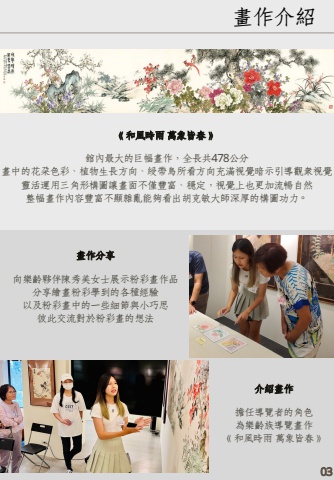 畫作介紹
《和風時雨 萬象皆春》
館內最大的巨幅畫作，全長共478公分
畫中的花朵色彩、植物生長方向、綬帶鳥所看方向充滿視覺暗示引導觀眾視覺
靈活運用三角形構圖讓畫面不僅豐富、穩定，視覺上也更加流暢自然
整幅畫作內容豐富不顯雜亂能夠看出胡克敏大師深厚的構圖功力。
畫作分享
向樂齡夥伴陳秀英女士展示粉彩畫作品
分享繪畫粉彩學到的各種經驗
以及粉彩畫中的一些細節與小巧思
彼此交流對於粉彩畫的想法
介紹畫作
擔任導覽者的角色
為樂齡族導覽畫作
《和風時雨 萬象皆春》
03